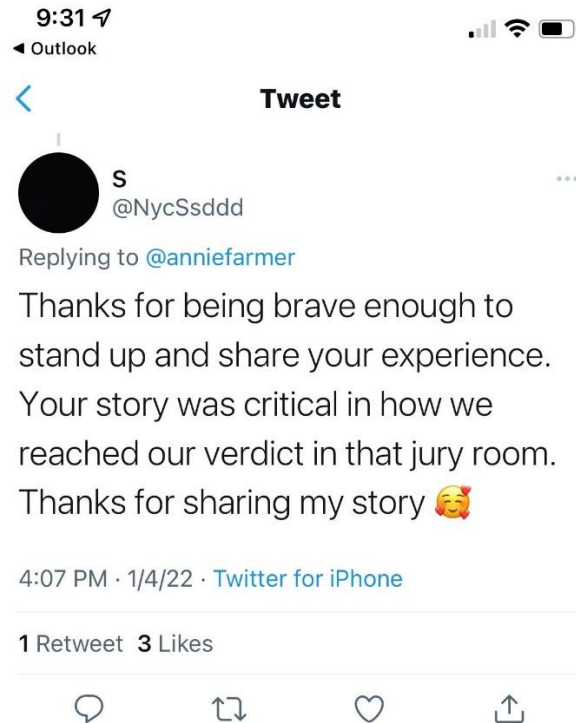 9:31
◀ Outlook
Tweet
S
@NycSsddd
Replying to @anniefarmer
Thanks for being brave enough to
stand up and share your experience.
Your story was critical in how we
reached our verdict in that jury room.
Thanks for sharing my story 🥰
4:07 PM · 1/4/22 · Twitter for iPhone
1 Retweet 3 Likes